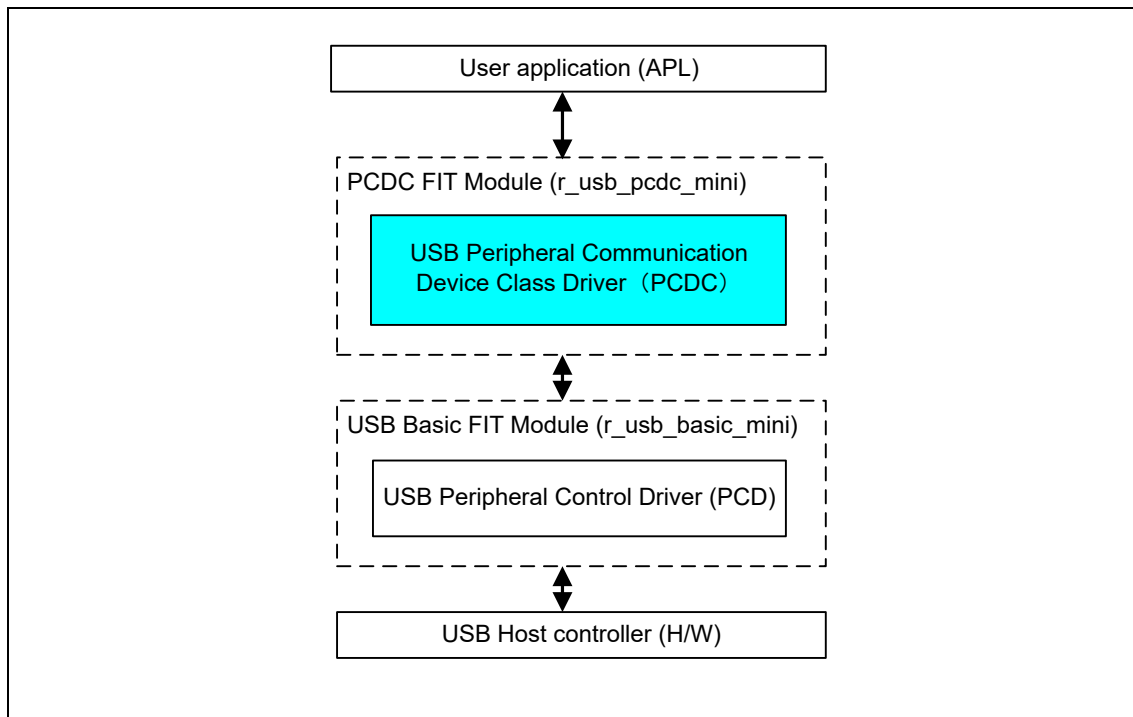 User application (APL)
PCDC FIT Module (r_usb_pcdc_mini)
USB Peripheral Communication
Device Class Driver（PCDC）
USB Basic FIT Module (r_usb_basic_mini)
USB Peripheral Control Driver (PCD)
USB Host controller (H/W)